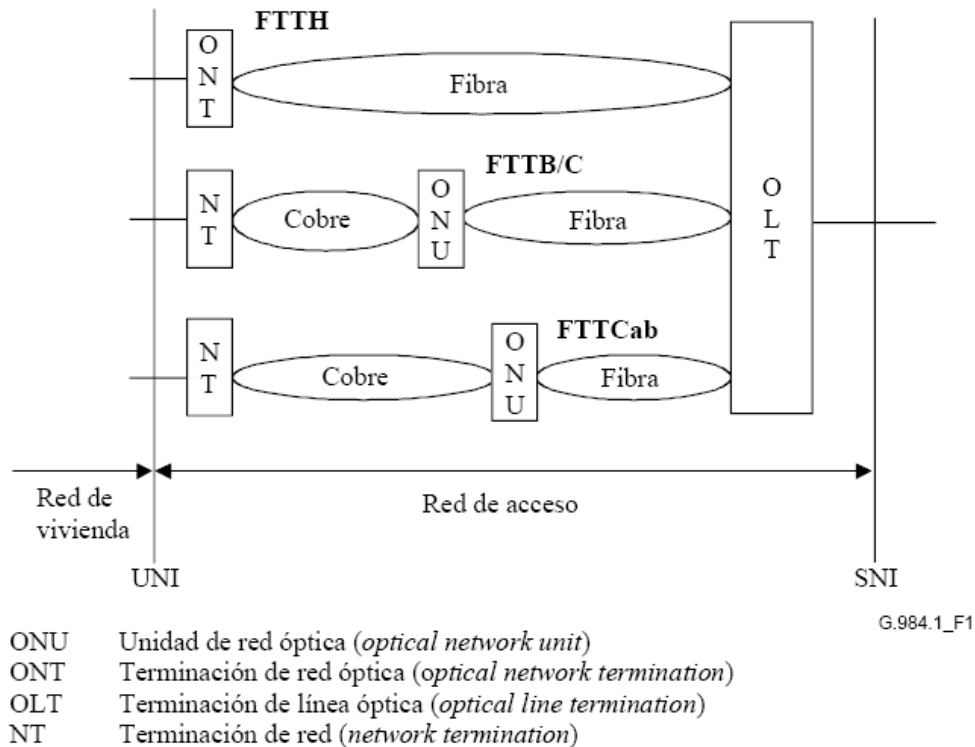 FTTH
O
N
T
Fibra
FTTB/C
N
T
Cobre
O
N
U
Fibra
O
L
T
FTTCab
N
T
Cobre
O
N
U
Fibra
Red de
vivienda
Red de acceso
UNI
SNI
G.984.1_F1
ONU Unidad de red óptica (optical network unit)
ONT Terminación de red óptica (optical network termination)
OLT Terminación de línea óptica (optical line termination)
NT Terminación de red (network termination)